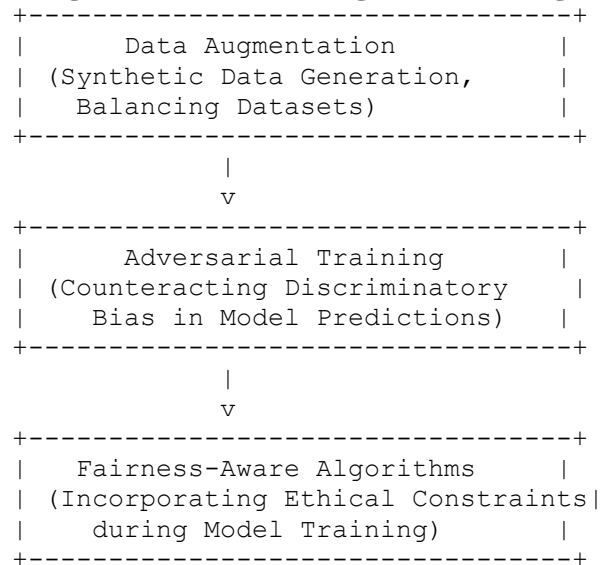 +----------------------------------+
| Data Augmentation |
| (Synthetic Data Generation, |
| Balancing Datasets) |
+----------------------------------+
|
v
+----------------------------------+
| Adversarial Training |
| (Counteracting Discriminatory |
| Bias in Model Predictions) |
+----------------------------------+
|
v
+----------------------------------+
| Fairness-Aware Algorithms |
| (Incorporating Ethical Constraints|
| during Model Training) |
+----------------------------------+